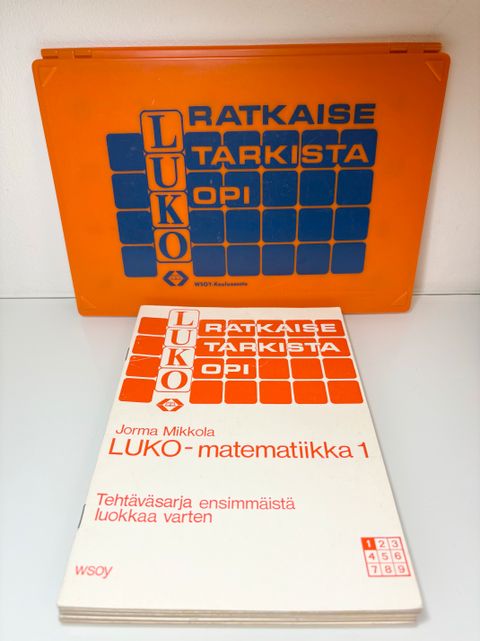 LUKO
RATKAISE
TARKISTA
OPI
WSOY-Kouluosasto
LUKO
RATKAISE
TARKISTA
OPI
Jorma Mikkola
LUKO-matematiikka 1
Tehtäväsarja ensimmäistä
luokkaa varten
wsoy
1 2 3
4 5 6
7 8 9